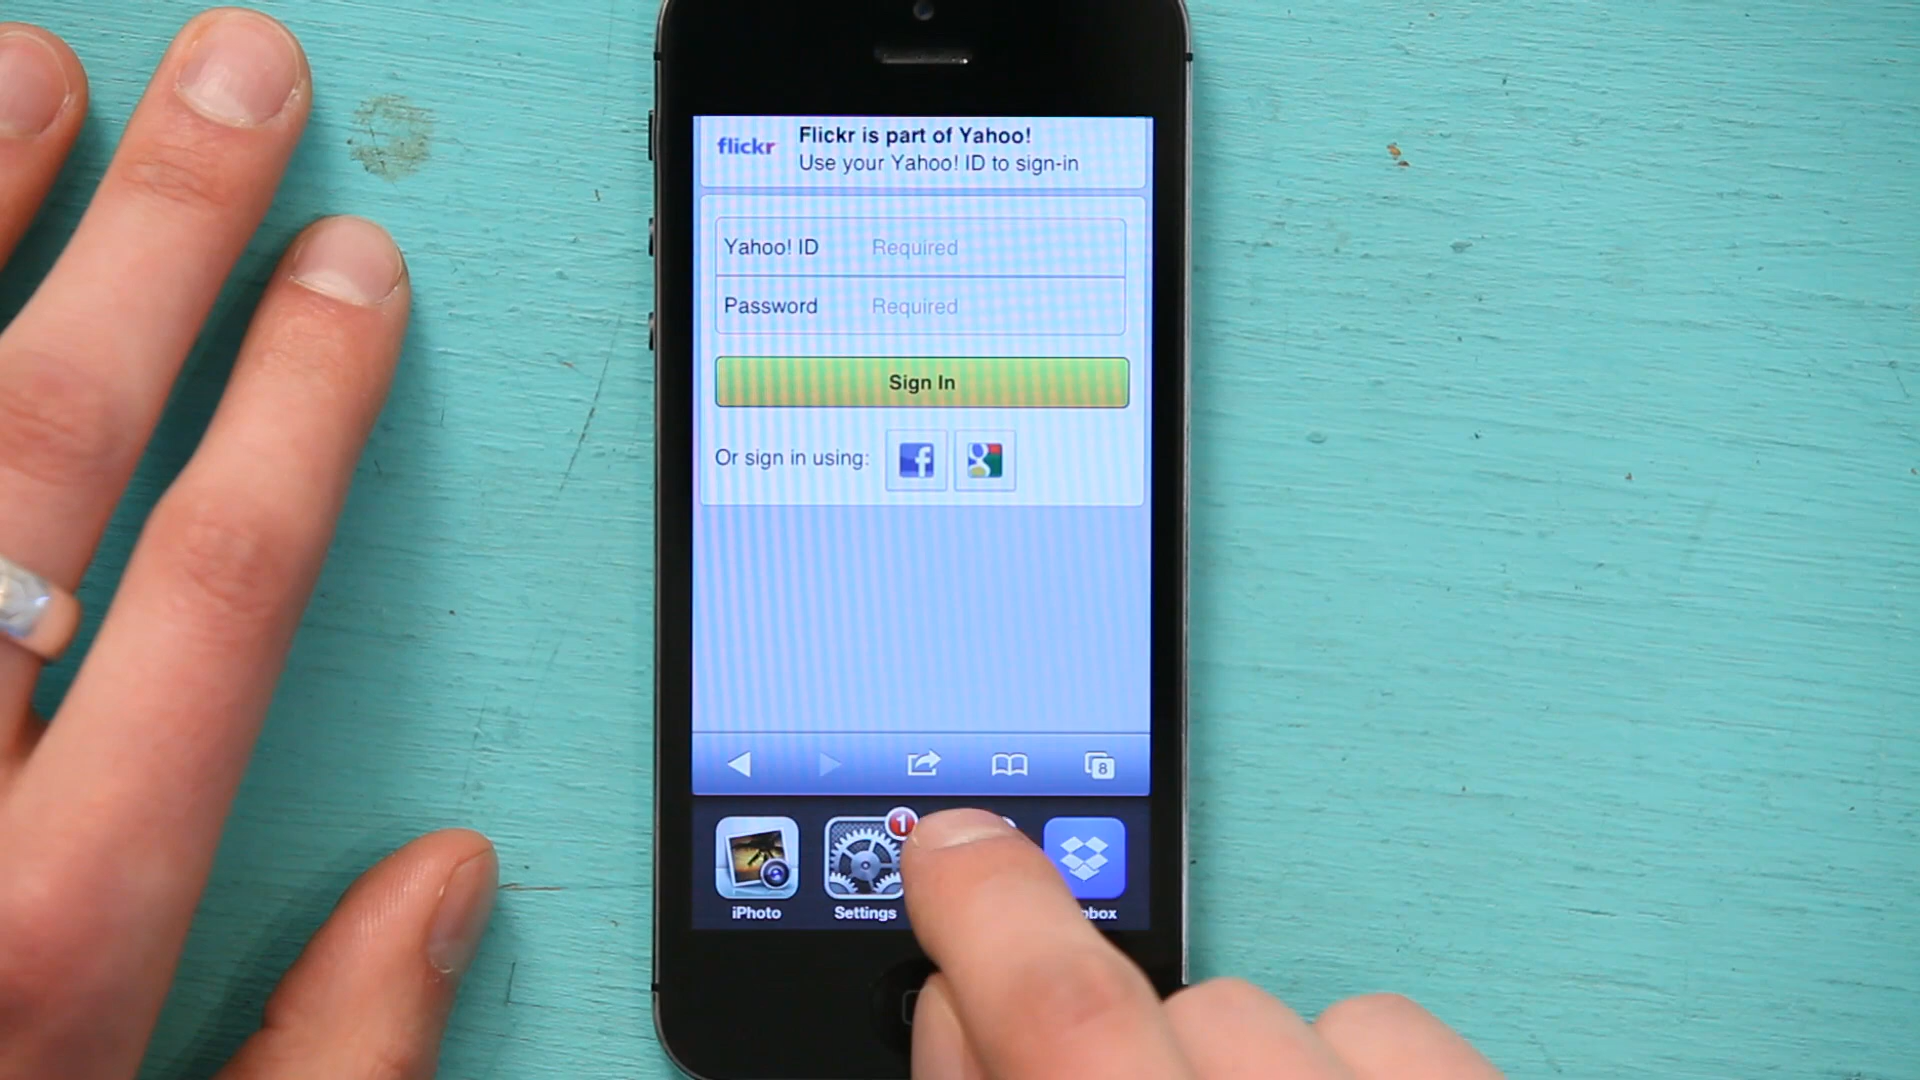 flickr
Flickr is part of Yahoo!
Use your Yahoo! ID to sign-in
Yahoo! ID Required
Password Required
Sign In
Or sign in using: f g
8
1
iPhoto Settings box